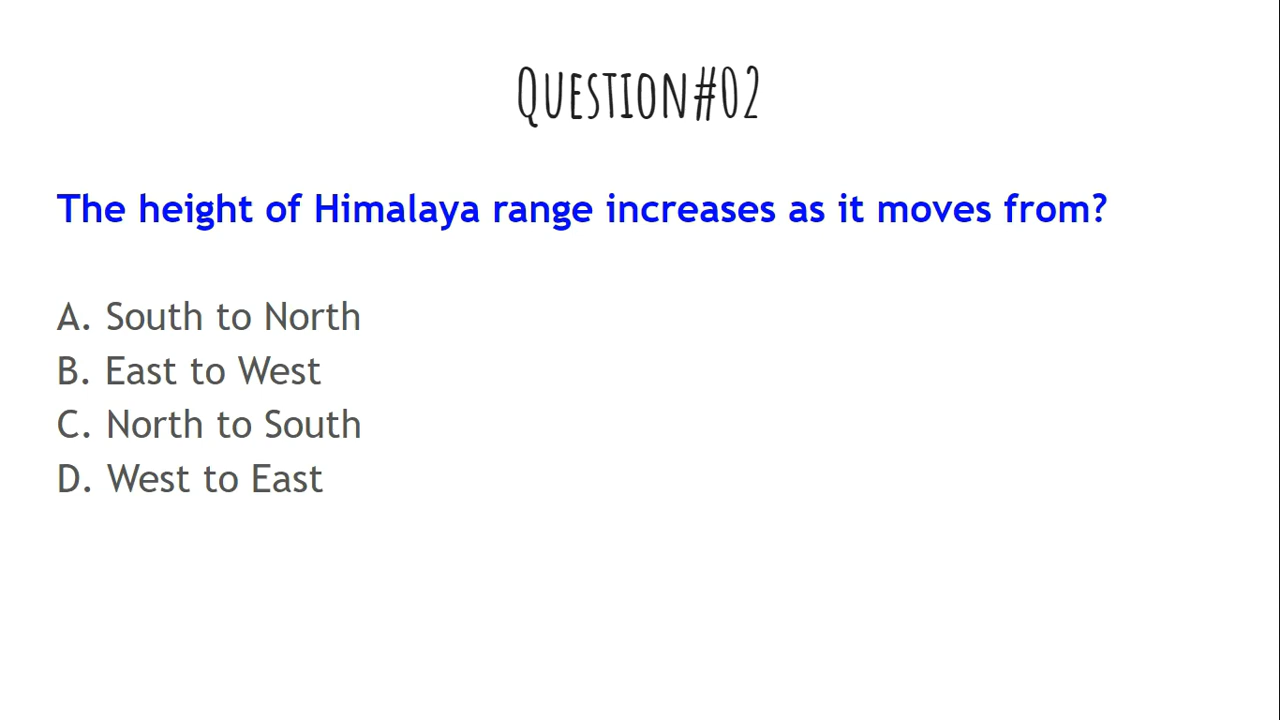 Question#02
The height of Himalaya range increases as it moves from?
A. South to North
B. East to West
C. North to South
D. West to East